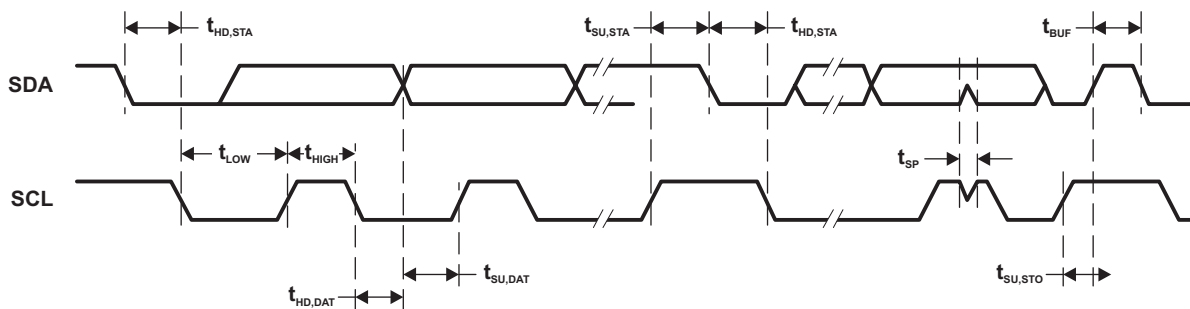 tHD,STA tSU,STA tHD,STA tBUF
SDA
tLOW tHIGH tSP
SCL
tSU,DAT tSU,STO
tHD,DAT